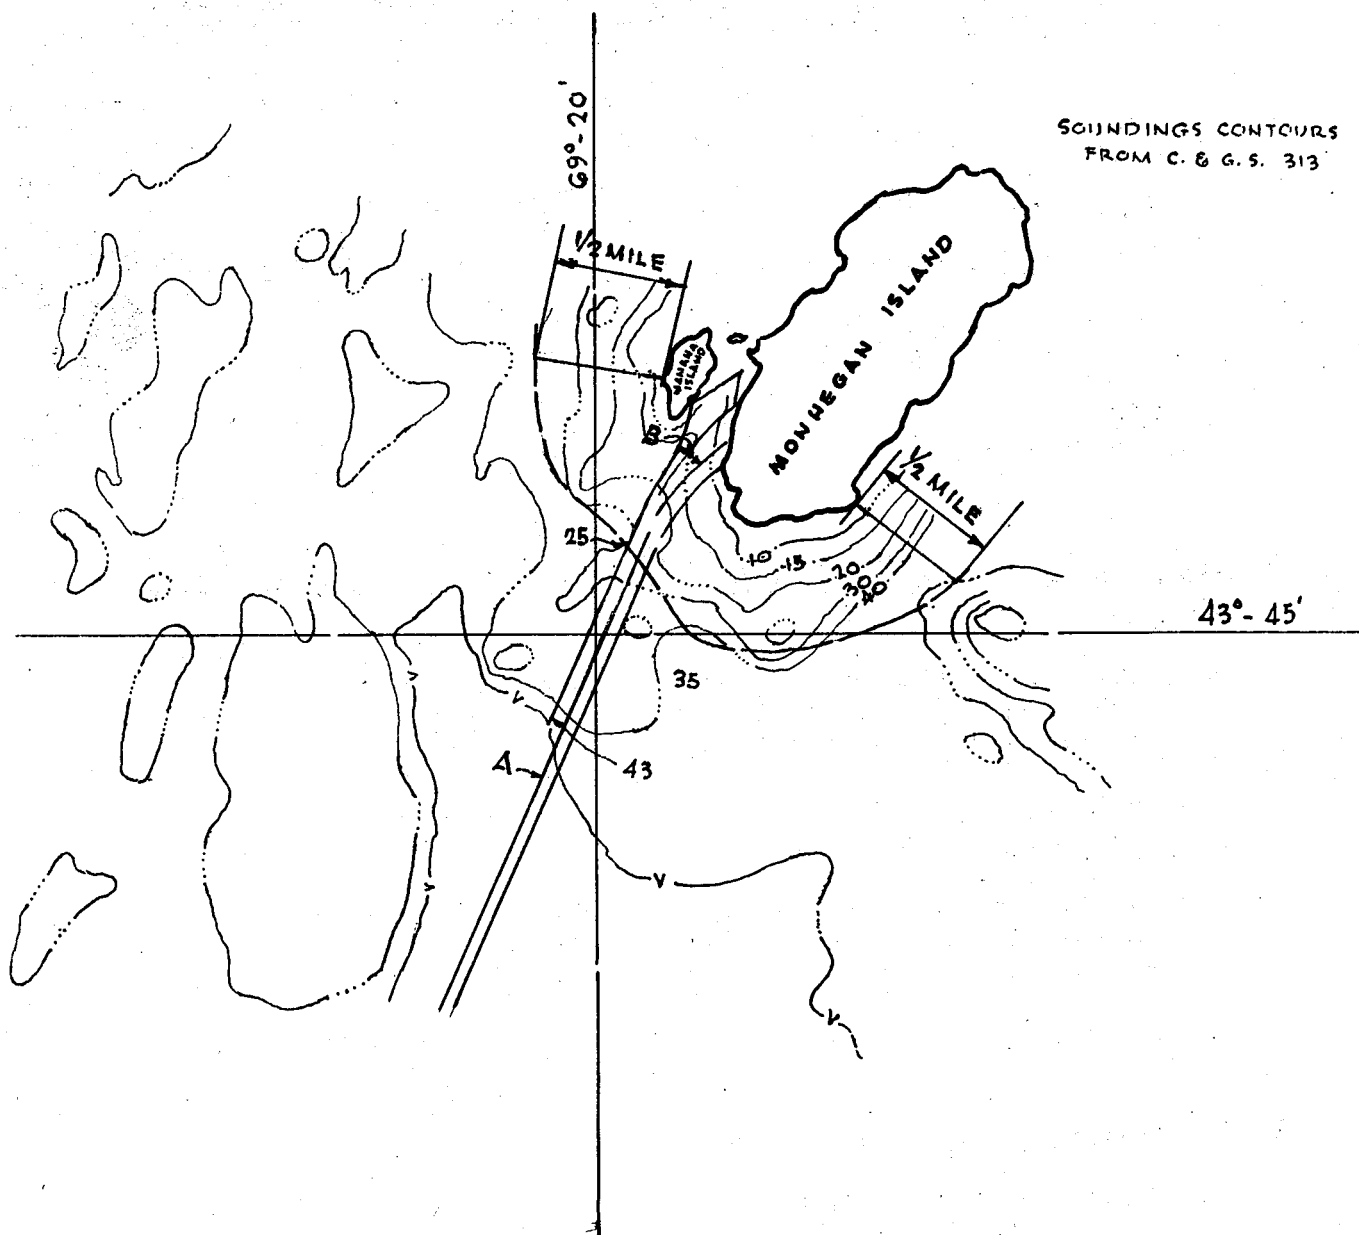 69°-20'
SOUNDINGS CONTOURS
FROM C. & G.S. 313
1/2 MILE
MONHEGAN ISLAND
MANANA
ISLAND
B
1/2 MILE
25
10
15
20
30
40
43°-45'
35
V
V
A
43
V
V
V